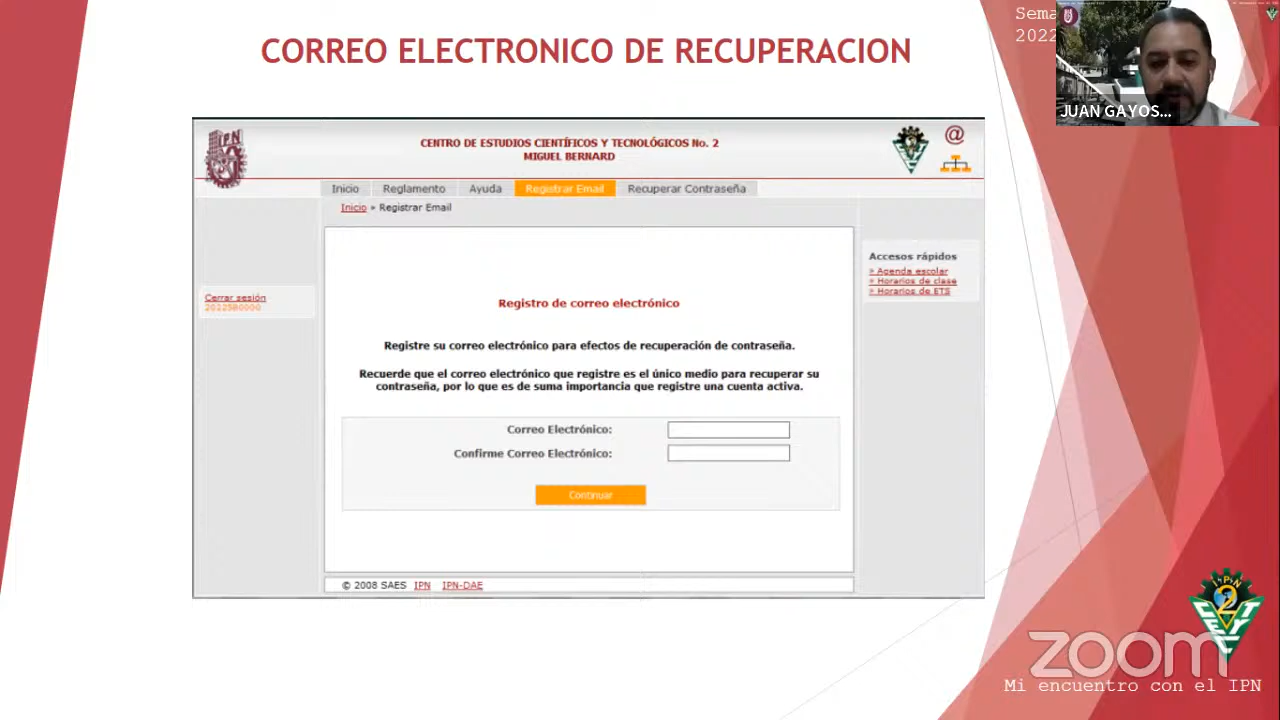 CORREO ELECTRONICO DE RECUPERACION
Sema
2022
JUAN GAYOS...
IPN
CENTRO DE ESTUDIOS CIENTÍFICOS Y TECNOLÓGICOS No. 2
MIGUEL BERNARD
@
Inicio Reglamento Ayuda Registrar Email Recuperar Contraseña
Inicio » Registrar Email
Cerrar sesión
Accesos rápidos
» Agenda escolar
» Horarios de clase
» Horarios de ETS
Registro de correo electrónico
Registre su correo electrónico para efectos de recuperación de contraseña.
Recuerde que el correo electrónico que registre es el único medio para recuperar su
contraseña, por lo que es de suma importancia que registre una cuenta activa.
Correo Electrónico:
Confirme Correo Electrónico:
Continuar
© 2008 SAES IPN IPN-DAE
I·P·N
2
CECYT
zoom
Mi encuentro con el IPN